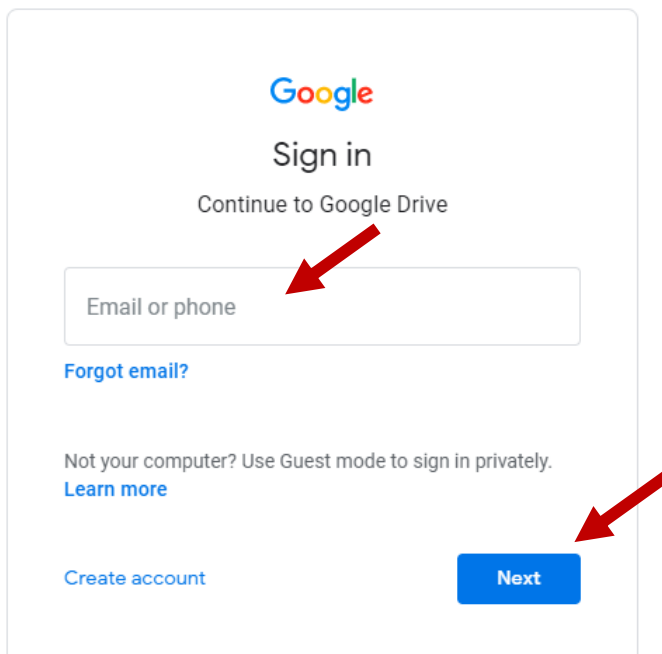 Google
Sign in
Continue to Google Drive
Email or phone
Forgot email?
Not your computer? Use Guest mode to sign in privately.
Learn more
Create account
Next